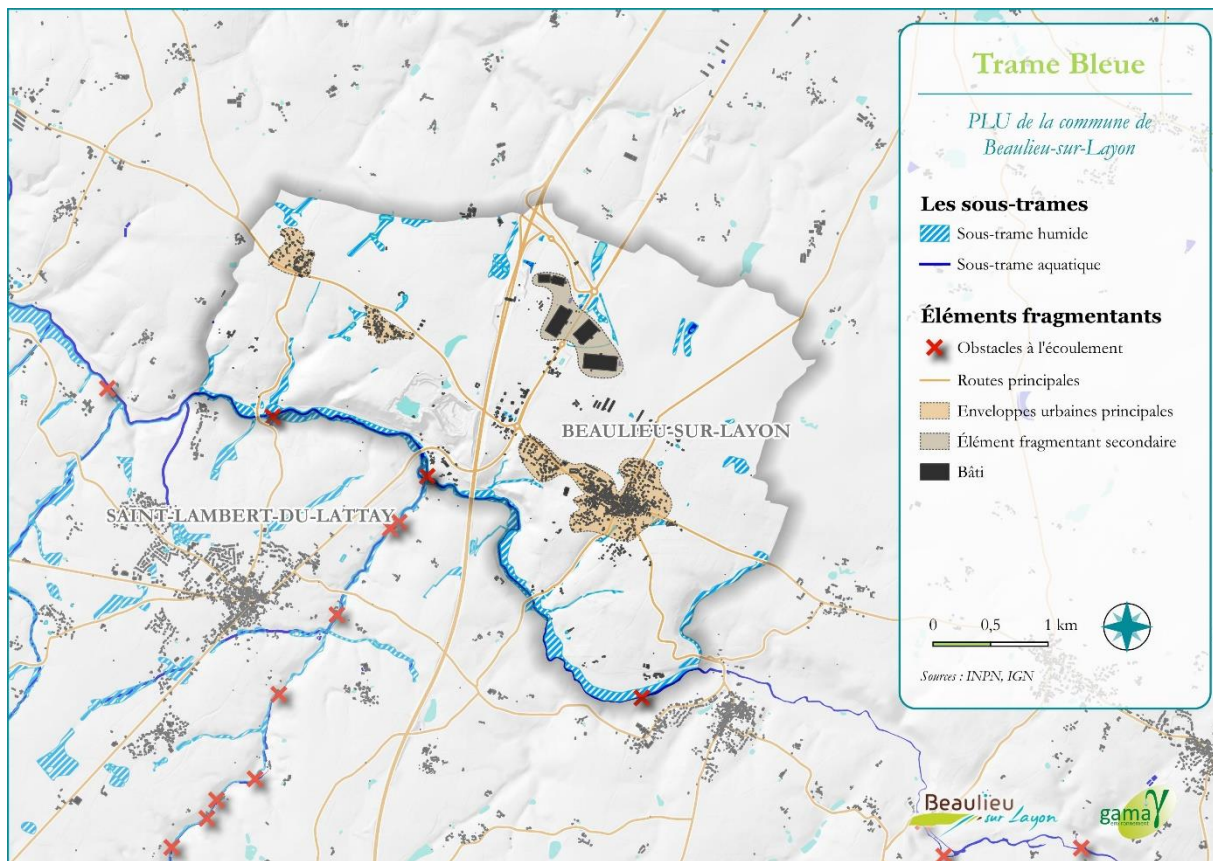 Trame Bleue
PLU de la commune de
Beaulieu-sur-Layon
Les sous-trames
Sous-trame humide
Sous-trame aquatique
Éléments fragmentants
Obstacles à l'écoulement
Routes principales
Enveloppes urbaines principales
Élément fragmentant secondaire
Bâti
0 0,5 1 km
Sources : INPN, IGN
BEAULIEU-SUR-LAYON
SAINT-LAMBERT-DU-LATTAY
Beaulieu
sur Layon
gama
environnement